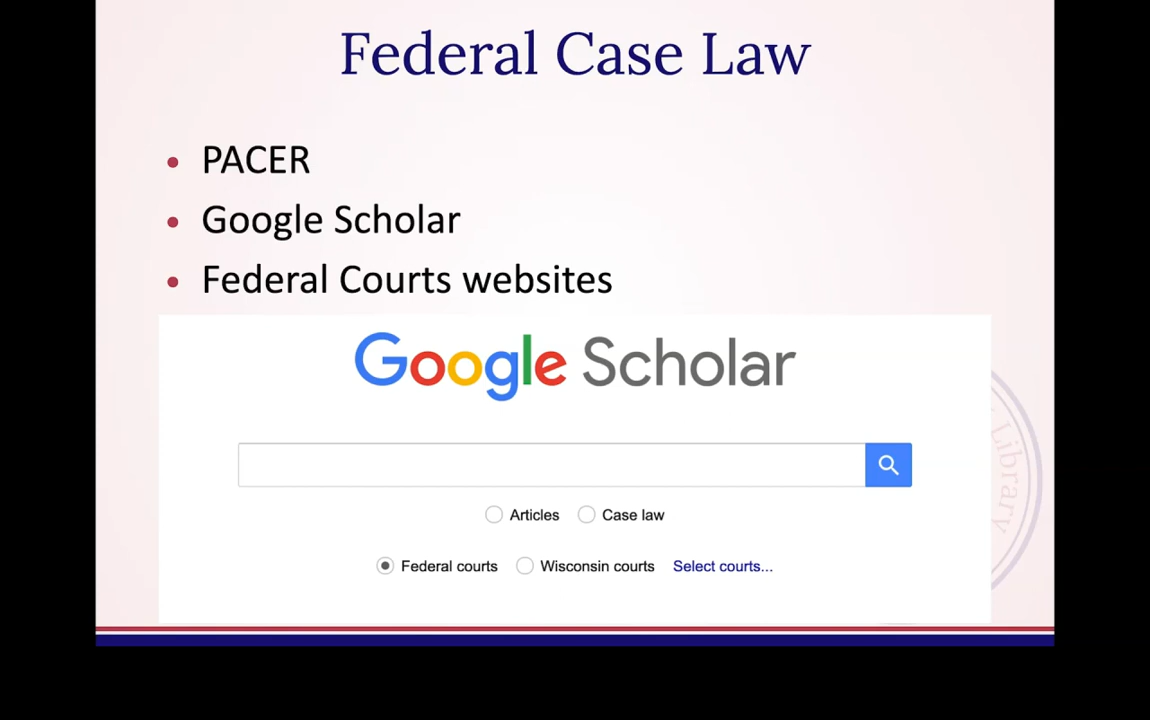 Federal Case Law
• PACER
• Google Scholar
• Federal Courts websites
Google Scholar
Articles Case law
Federal courts Wisconsin courts Select courts...
Library